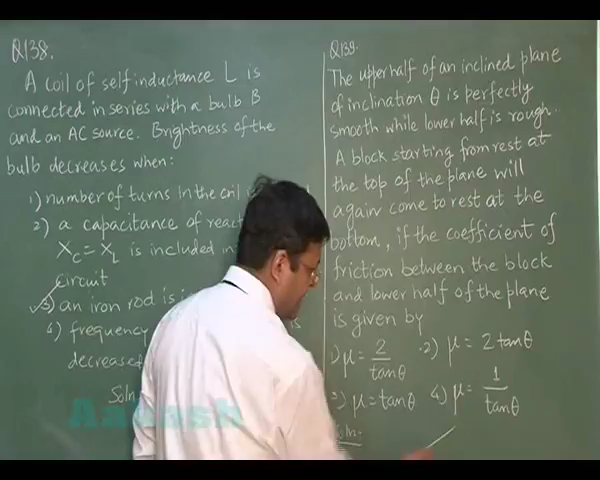 Q138.
A coil of self inductance L is
connected in series with a bulb B
and an AC source. Brightness of the
bulb decreases when:
1) number of turns in the coil is
2) a capacitance of
Xc = XL is included in
circuit
3) an iron rod is
4) frequency
decreased
Soln
Aakash
Q139.
The upper half of an inclined plane
of inclination θ is perfectly
smooth while lower half is rough.
A block starting from rest at
the top of the plane will
again come to rest at the
bottom, if the coefficient of
friction between the block
and lower half of the plane
is given by
1) μ = 2/tanθ 2) μ = 2 tanθ
3) μ = tanθ 4) μ = 1/tanθ
Soln.